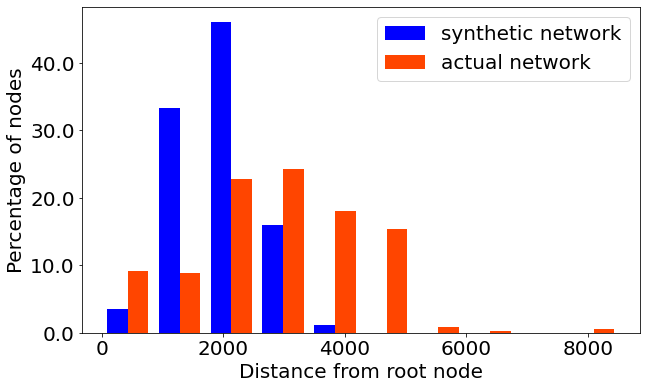 synthetic network
actual network
Percentage of nodes
40.0
30.0
20.0
10.0
0.0
0 2000 4000 6000 8000
Distance from root node